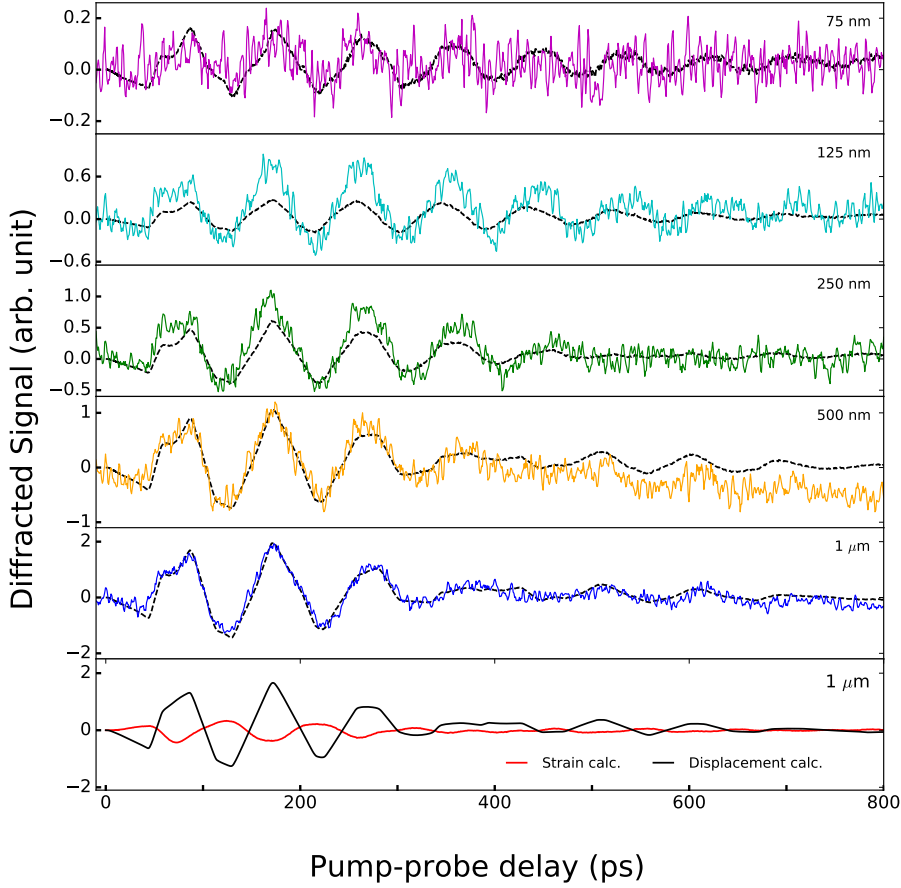 Diffracted Signal (arb. unit)
0.2
0.0
−0.2
75 nm
0.6
0.0
−0.6
125 nm
1.0
0.5
0.0
−0.5
250 nm
1
0
−1
500 nm
2
0
−2
1 μm
2
0
−2
1 μm
Strain calc. Displacement calc.
0 200 400 600 800
Pump-probe delay (ps)